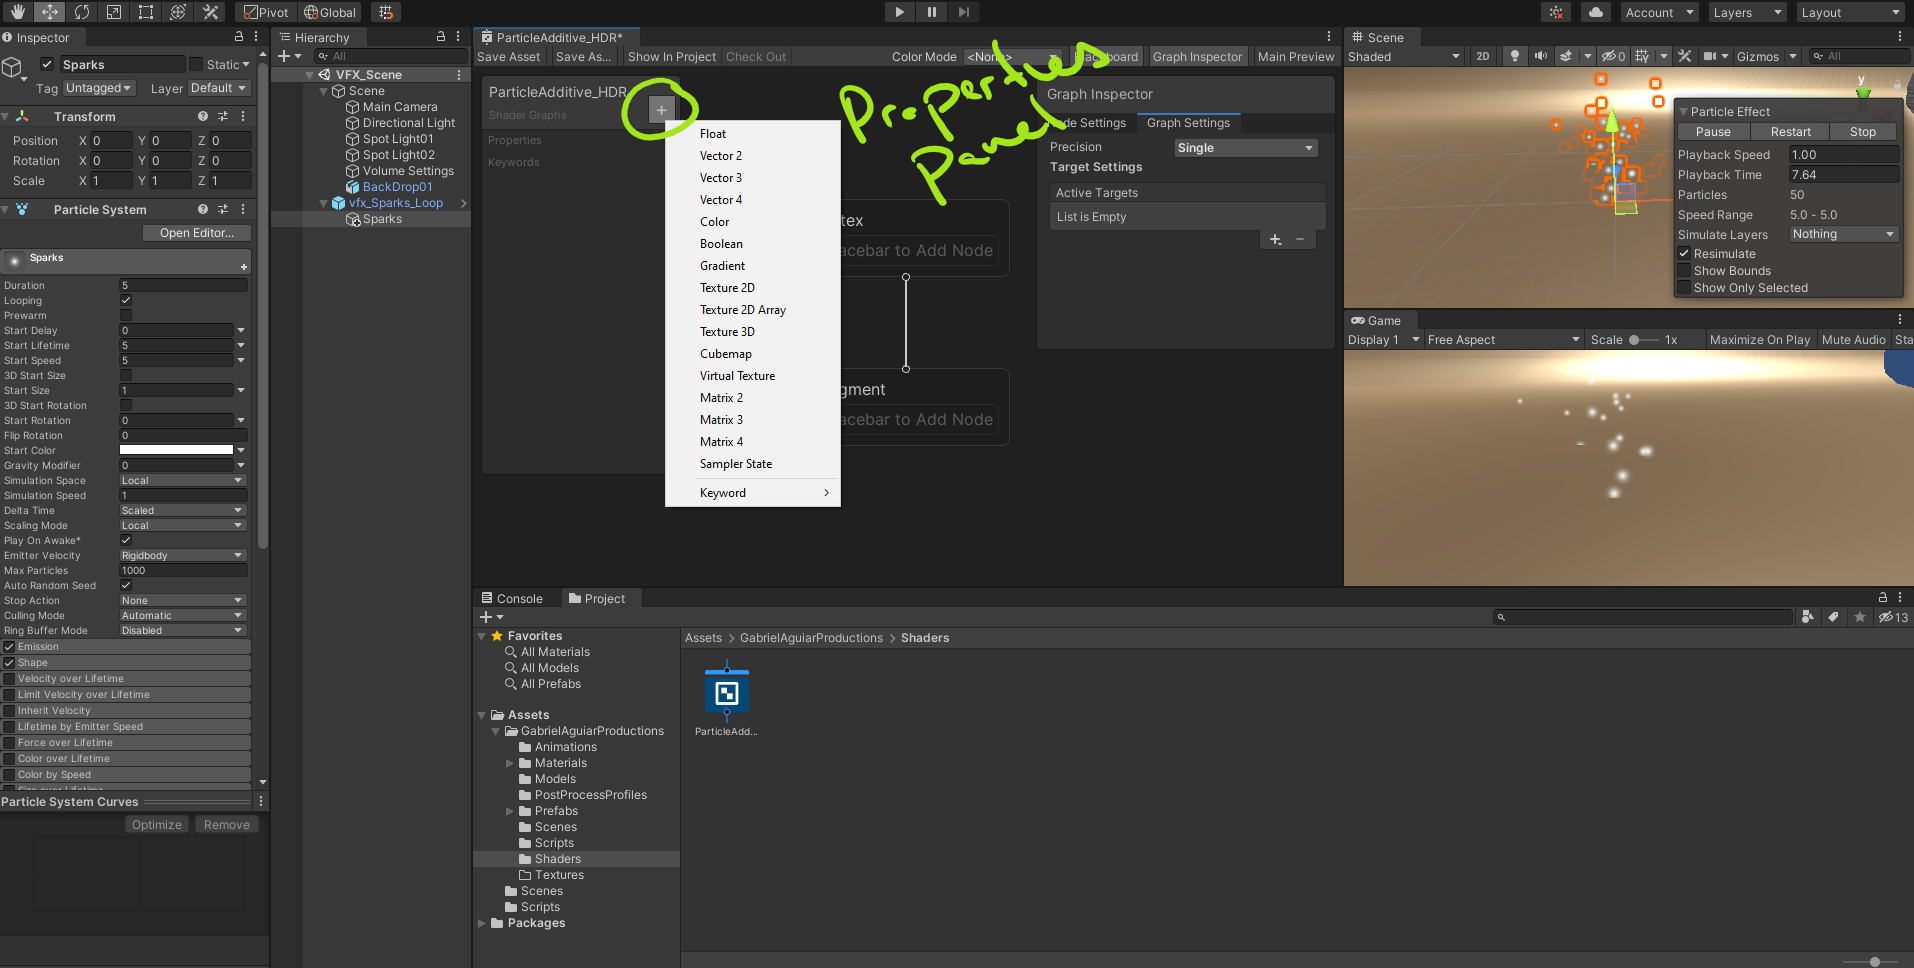 Pivot Global Account Layers Layout
Inspector
Sparks Static
Tag Untagged Layer Default
Transform
Position X 0 Y 0 Z 0
Rotation X 0 Y 0 Z 0
Scale X 1 Y 1 Z 1
Particle System
Open Editor...
Sparks
Duration 5
Looping
Prewarm
Start Delay 0
Start Lifetime 5
Start Speed 5
3D Start Size
Start Size 1
3D Start Rotation
Start Rotation 0
Flip Rotation 0
Start Color
Gravity Modifier 0
Simulation Space Local
Simulation Speed 1
Delta Time Scaled
Scaling Mode Local
Play On Awake*
Emitter Velocity Rigidbody
Max Particles 1000
Auto Random Seed
Stop Action None
Culling Mode Automatic
Ring Buffer Mode Disabled
Emission
Shape
Velocity over Lifetime
Limit Velocity over Lifetime
Inherit Velocity
Lifetime by Emitter Speed
Force over Lifetime
Color over Lifetime
Color by Speed
Size over Lifetime
Particle System Curves
Optimize Remove
Hierarchy
All
VFX_Scene
Scene
Main Camera
Directional Light
Spot Light01
Spot Light02
Volume Settings
BackDrop01
vfx_Sparks_Loop
Sparks
ParticleAdditive_HDR*
Save Asset Save As... Show In Project Check Out Color Mode <None> Blackboard Graph Inspector Main Preview
ParticleAdditive_HDR
Shader Graphs
Properties
Keywords
Float
Vector 2
Vector 3
Vector 4
Color
Boolean
Gradient
Texture 2D
Texture 2D Array
Texture 3D
Cubemap
Virtual Texture
Matrix 2
Matrix 3
Matrix 4
Sampler State
Keyword
Properties
Panel
tex
acebar to Add Node
gment
acebar to Add Node
Graph Inspector
ode Settings Graph Settings
Precision Single
Target Settings
Active Targets
List is Empty
Scene
Shaded 2D 0 Gizmos All
y
Particle Effect
Pause Restart Stop
Playback Speed 1.00
Playback Time 7.64
Particles 50
Speed Range 5.0 - 5.0
Simulate Layers Nothing
Resimulate
Show Bounds
Show Only Selected
Game
Display 1 Free Aspect Scale 1x Maximize On Play Mute Audio Sta
Console Project
13
Favorites
All Materials
All Models
All Prefabs
Assets
GabrielAguiarProductions
Animations
Materials
Models
PostProcessProfiles
Prefabs
Scenes
Scripts
Shaders
Textures
Scenes
Scripts
Packages
Assets > GabrielAguiarProductions > Shaders
ParticleAdd...